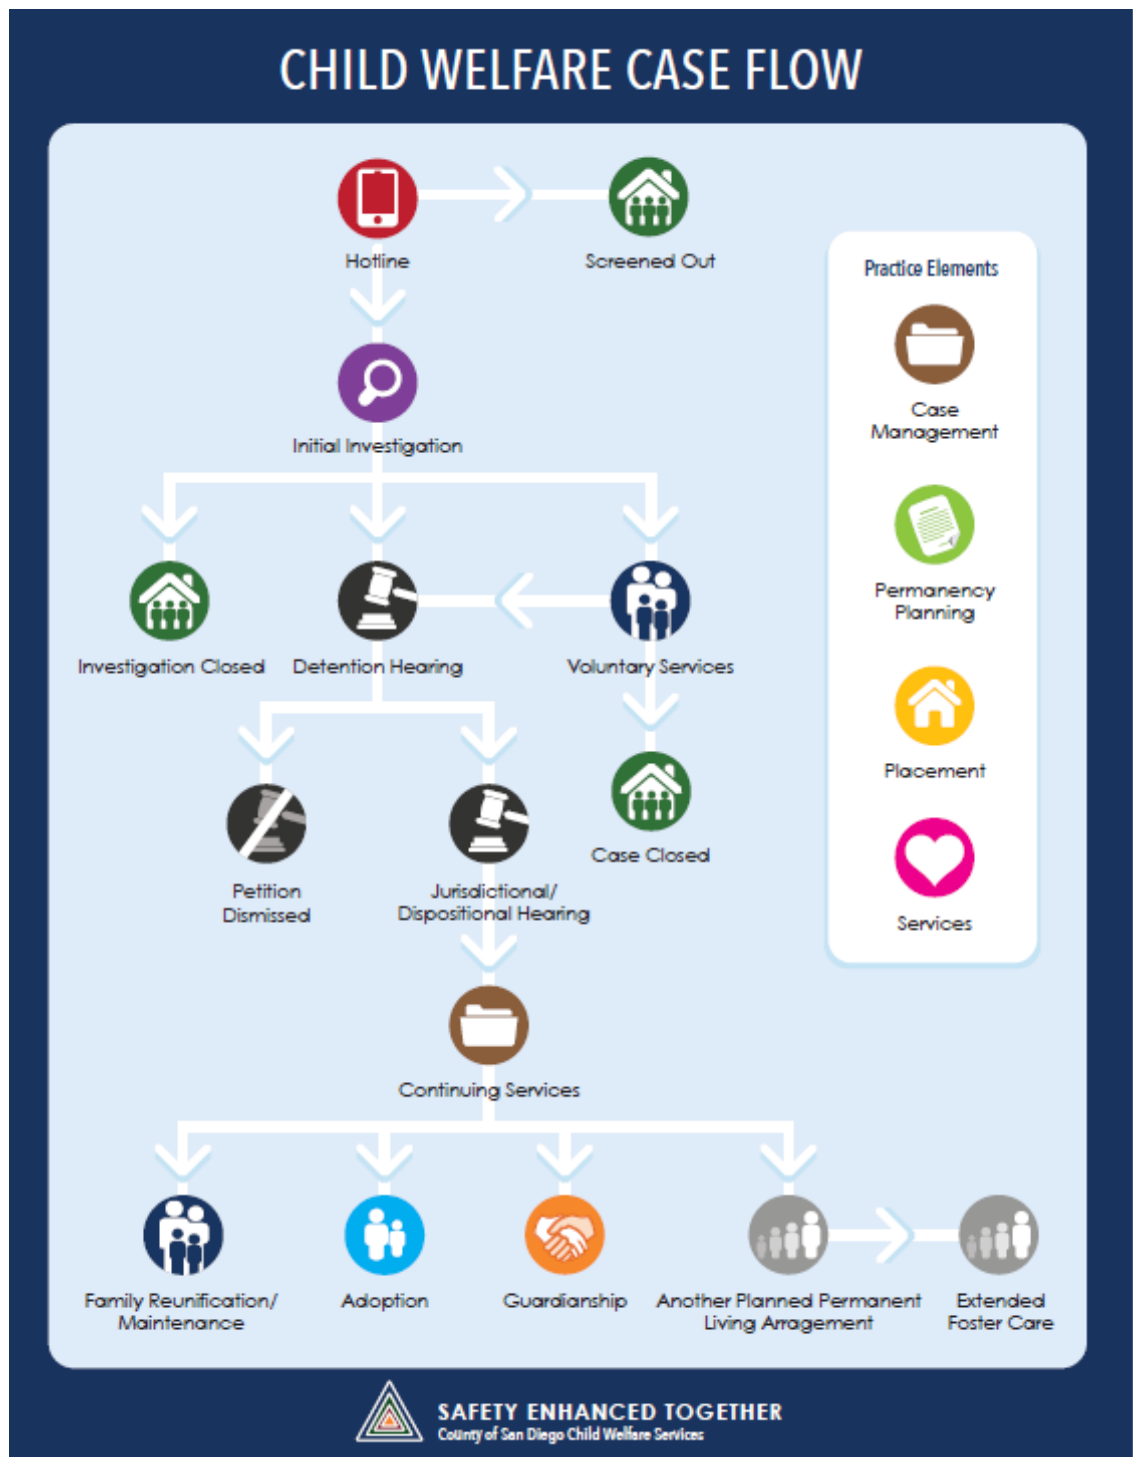 CHILD WELFARE CASE FLOW
Hotline
Screened Out
Initial Investigation
Investigation Closed
Detention Hearing
Voluntary Services
Petition
Dismissed
Jurisdictional/
Dispositional Hearing
Case Closed
Continuing Services
Family Reunification/
Maintenance
Adoption
Guardianship
Another Planned Permanent
Living Arragement
Extended
Foster Care
Practice Elements
Case
Management
Permanency
Planning
Placement
Services
SAFETY ENHANCED TOGETHER
County of San Diego Child Welfare Services